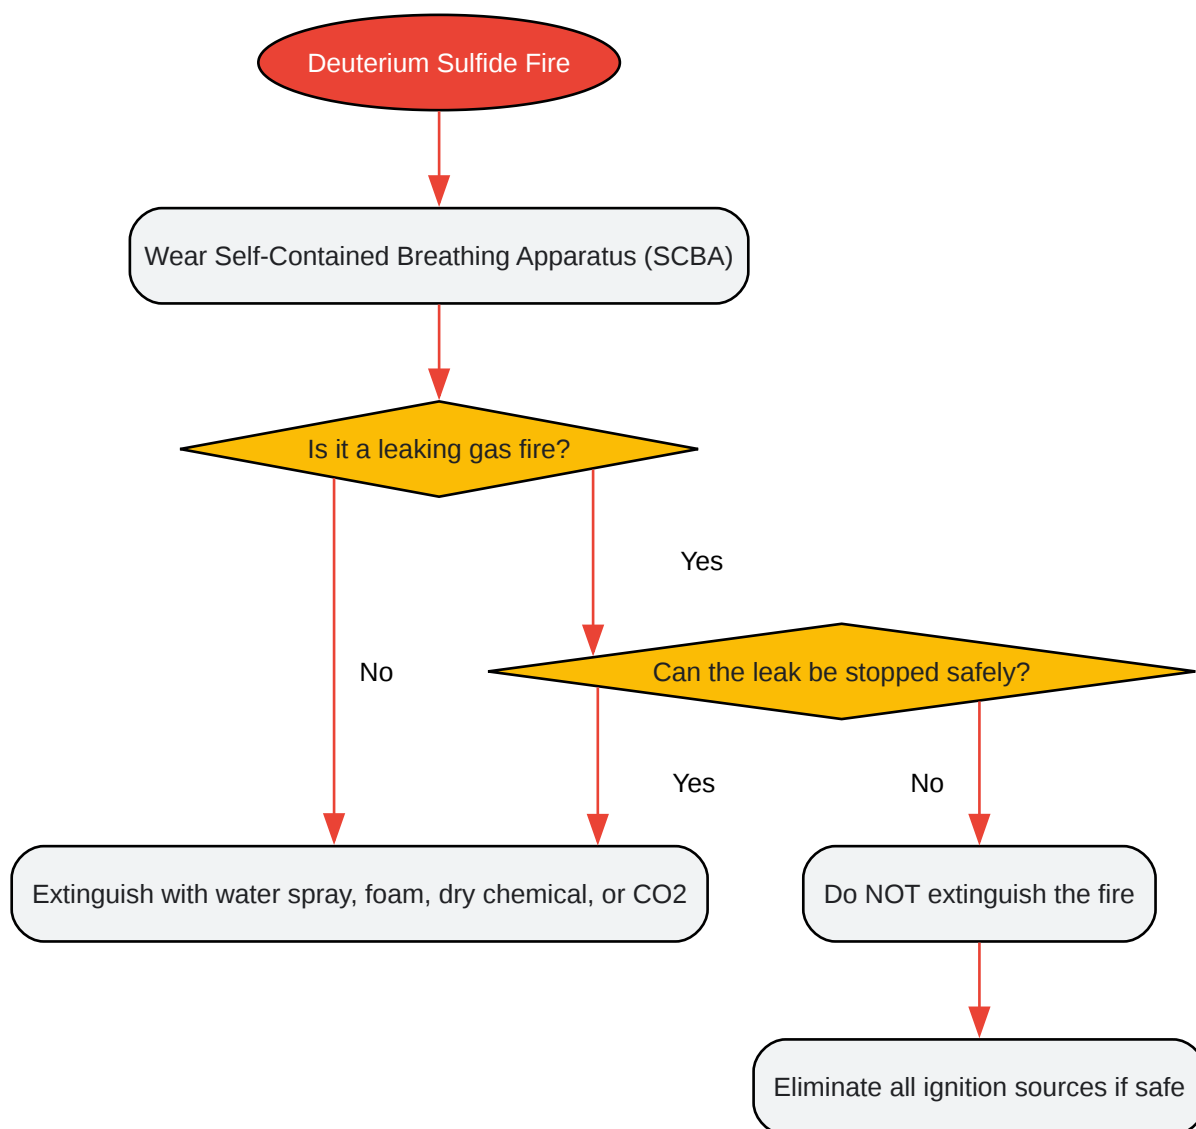 Deuterium Sulfide Fire
Wear Self-Contained Breathing Apparatus (SCBA)
Is it a leaking gas fire?
Yes
No
Can the leak be stopped safely?
Yes
No
Extinguish with water spray, foam, dry chemical, or CO2
Do NOT extinguish the fire
Eliminate all ignition sources if safe